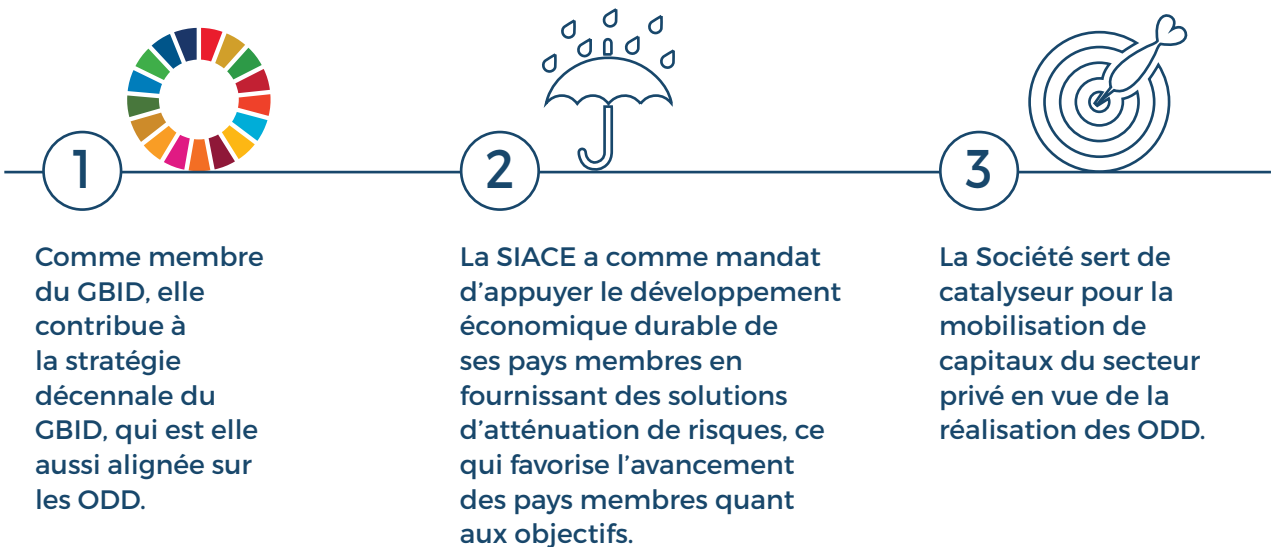 1
Comme membre
du GBID, elle
contribue à
la stratégie
décennale du
GBID, qui est elle
aussi alignée sur
les ODD.
2
La SIACE a comme mandat
d’appuyer le développement
économique durable de
ses pays membres en
fournissant des solutions
d’atténuation de risques, ce
qui favorise l’avancement
des pays membres quant
aux objectifs.
3
La Société sert de
catalyseur pour la
mobilisation de
capitaux du secteur
privé en vue de la
réalisation des ODD.